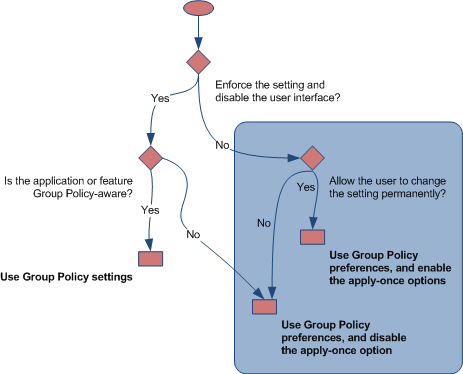 Enforce the setting and
disable the user interface?
Yes
No
Is the application or feature
Group Policy-aware?
Allow the user to change
the setting permanently?
Yes
Yes
No
No
Use Group Policy settings
Use Group Policy
preferences, and enable
the apply-once options
Use Group Policy
preferences, and disable
the apply-once option